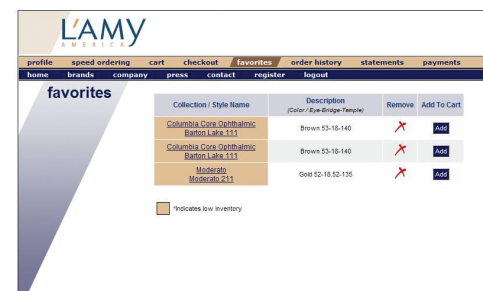 L'AMY
AMERICA
profile speed ordering cart checkout favorites order history statements payments
home brands company press contact register logout
favorites
Collection / Style Name Description Remove Add To Cart
(Color / Eye-Bridge-Temple)
Columbia Core Ophthalmic
Barton Lake 111 Brown 53-18-140 Add
Columbia Core Ophthalmic
Barton Lake 111 Brown 53-18-140 Add
Moderato
Moderato 211 Gold 52-18.52-135 Add
*Indicates low inventory